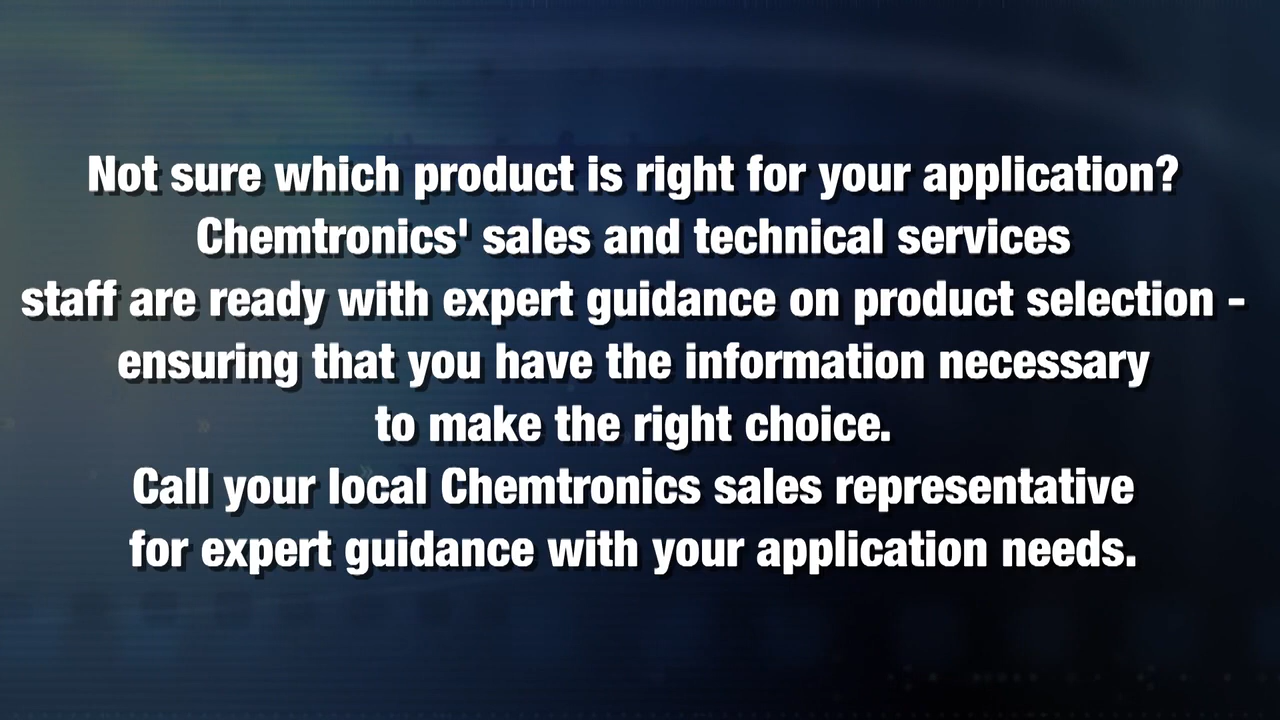 Not sure which product is right for your application?
Chemtronics' sales and technical services
staff are ready with expert guidance on product selection -
ensuring that you have the information necessary
to make the right choice.
Call your local Chemtronics sales representative
for expert guidance with your application needs.